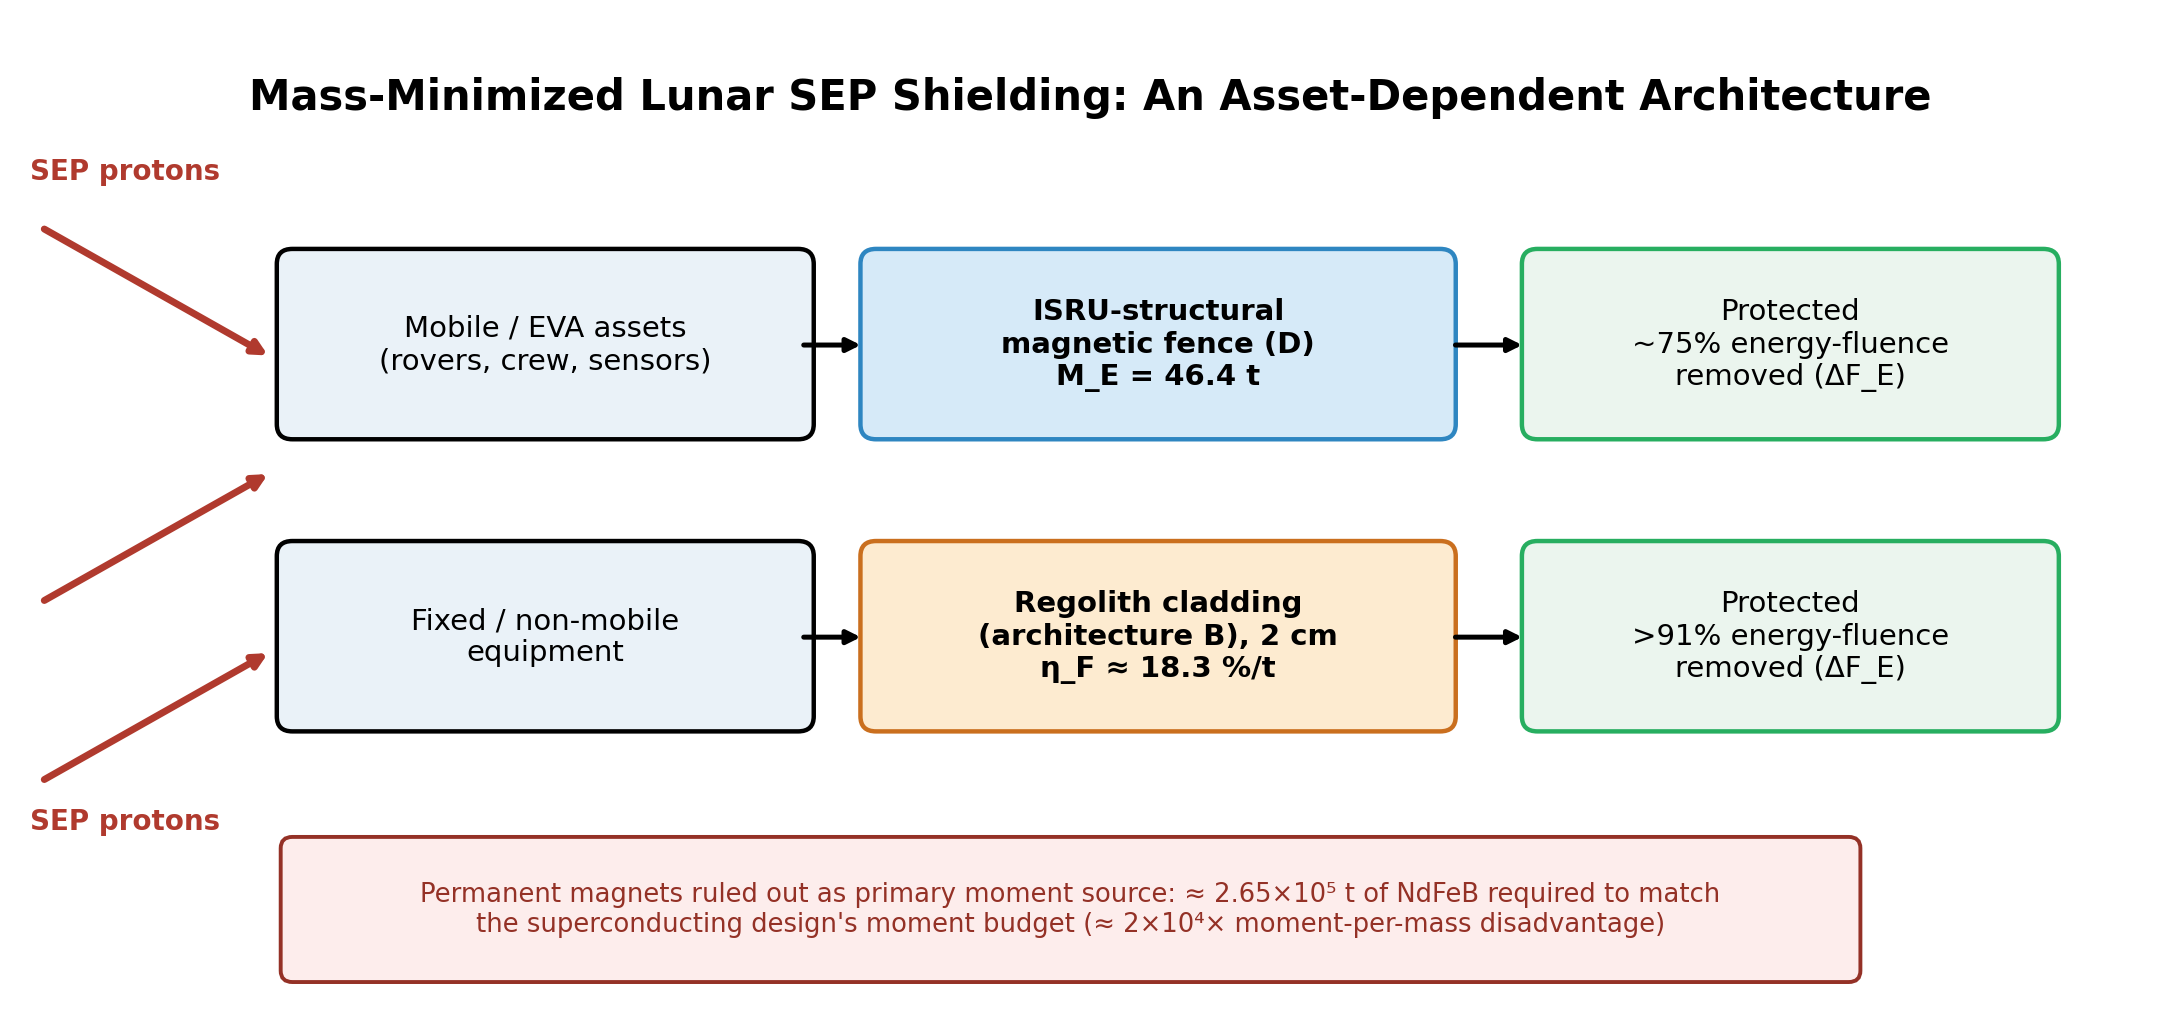 Mass-Minimized Lunar SEP Shielding: An Asset-Dependent Architecture
SEP protons
Mobile / EVA assets
(rovers, crew, sensors)
ISRU-structural
magnetic fence (D)
M_E = 46.4 t
Protected
~75% energy-fluence
removed (ΔF_E)
Fixed / non-mobile
equipment
Regolith cladding
(architecture B), 2 cm
η_F ≈ 18.3 %/t
Protected
>91% energy-fluence
removed (ΔF_E)
SEP protons
Permanent magnets ruled out as primary moment source: ≈ 2.65×10⁵ t of NdFeB required to match
the superconducting design's moment budget (≈ 2×10⁴× moment-per-mass disadvantage)